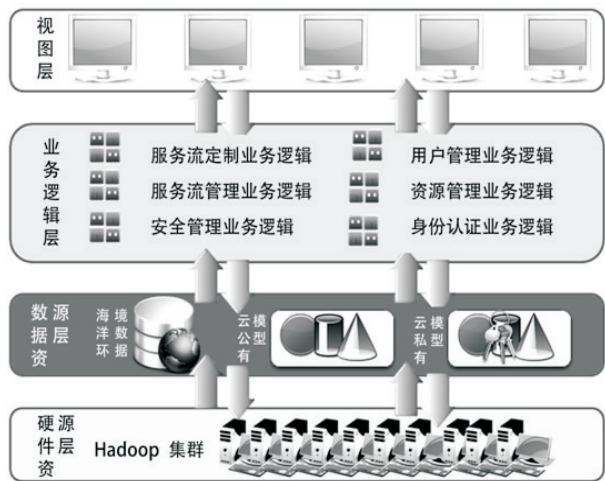 视图层
业务逻辑层
服务流定制业务逻辑
用户管理业务逻辑
服务流管理业务逻辑
资源管理业务逻辑
安全管理业务逻辑
身份认证业务逻辑
数据资源层
海洋环境数据
云公有模型
云私有模型
硬件资源层
Hadoop 集群